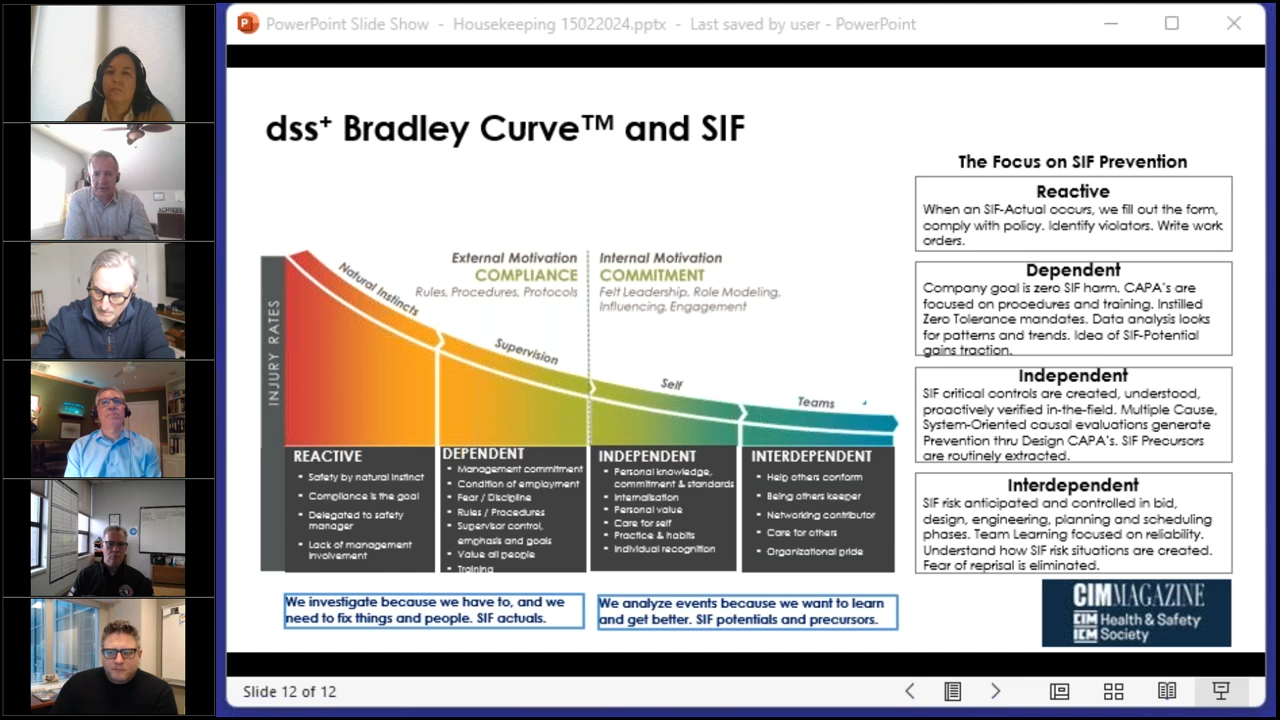 PowerPoint Slide Show - Housekeeping 15022024.pptx - Last saved by user - PowerPoint
dss+ Bradley Curve™ and SIF
The Focus on SIF Prevention
Reactive
When an SIF-Actual occurs, we fill out the form,
comply with policy. Identify violators. Write work
orders.
Dependent
Company goal is zero SIF harm. CAPA's are
focused on procedures and training. Instilled
Zero Tolerance mandates. Data analysis looks
for patterns and trends. Idea of SIF-Potential
gains traction.
Independent
SIF critical controls are created, understood,
proactively verified in-the-field. Multiple Cause,
System-Oriented causal evaluations generate
Prevention thru Design CAPA's. SIF Precursors
are routinely extracted.
Interdependent
SIF risk anticipated and controlled in bid,
design, engineering, planning and scheduling
phases. Team Learning focused on reliability.
Understand how SIF risk situations are created.
Fear of reprisal is eliminated.
INJURY RATES
Natural Instincts
Supervision
Self
Teams
External Motivation
COMPLIANCE
Rules, Procedures, Protocols
Internal Motivation
COMMITMENT
Felt Leadership, Role Modeling,
Influencing, Engagement
REACTIVE
▪ Safety by natural instinct
▪ Compliance is the goal
▪ Delegated to safety
manager
▪ Lack of management
involvement
DEPENDENT
▪ Management commitment
▪ Condition of employment
▪ Fear / Discipline
▪ Rules / Procedures
▪ Supervisor control,
emphasis and goals
▪ Value all people
▪ Training
INDEPENDENT
▪ Personal knowledge,
commitment & standards
▪ Internalisation
▪ Personal value
▪ Care for self
▪ Practice & habits
▪ Individual recognition
INTERDEPENDENT
▪ Help others conform
▪ Being others keeper
▪ Networking contributor
▪ Care for others
▪ Organizational pride
We investigate because we have to, and we
need to fix things and people. SIF actuals.
We analyze events because we want to learn
and get better. SIF potentials and precursors.
CIM MAGAZINE
CIM Health & Safety
ICM Society
Slide 12 of 12